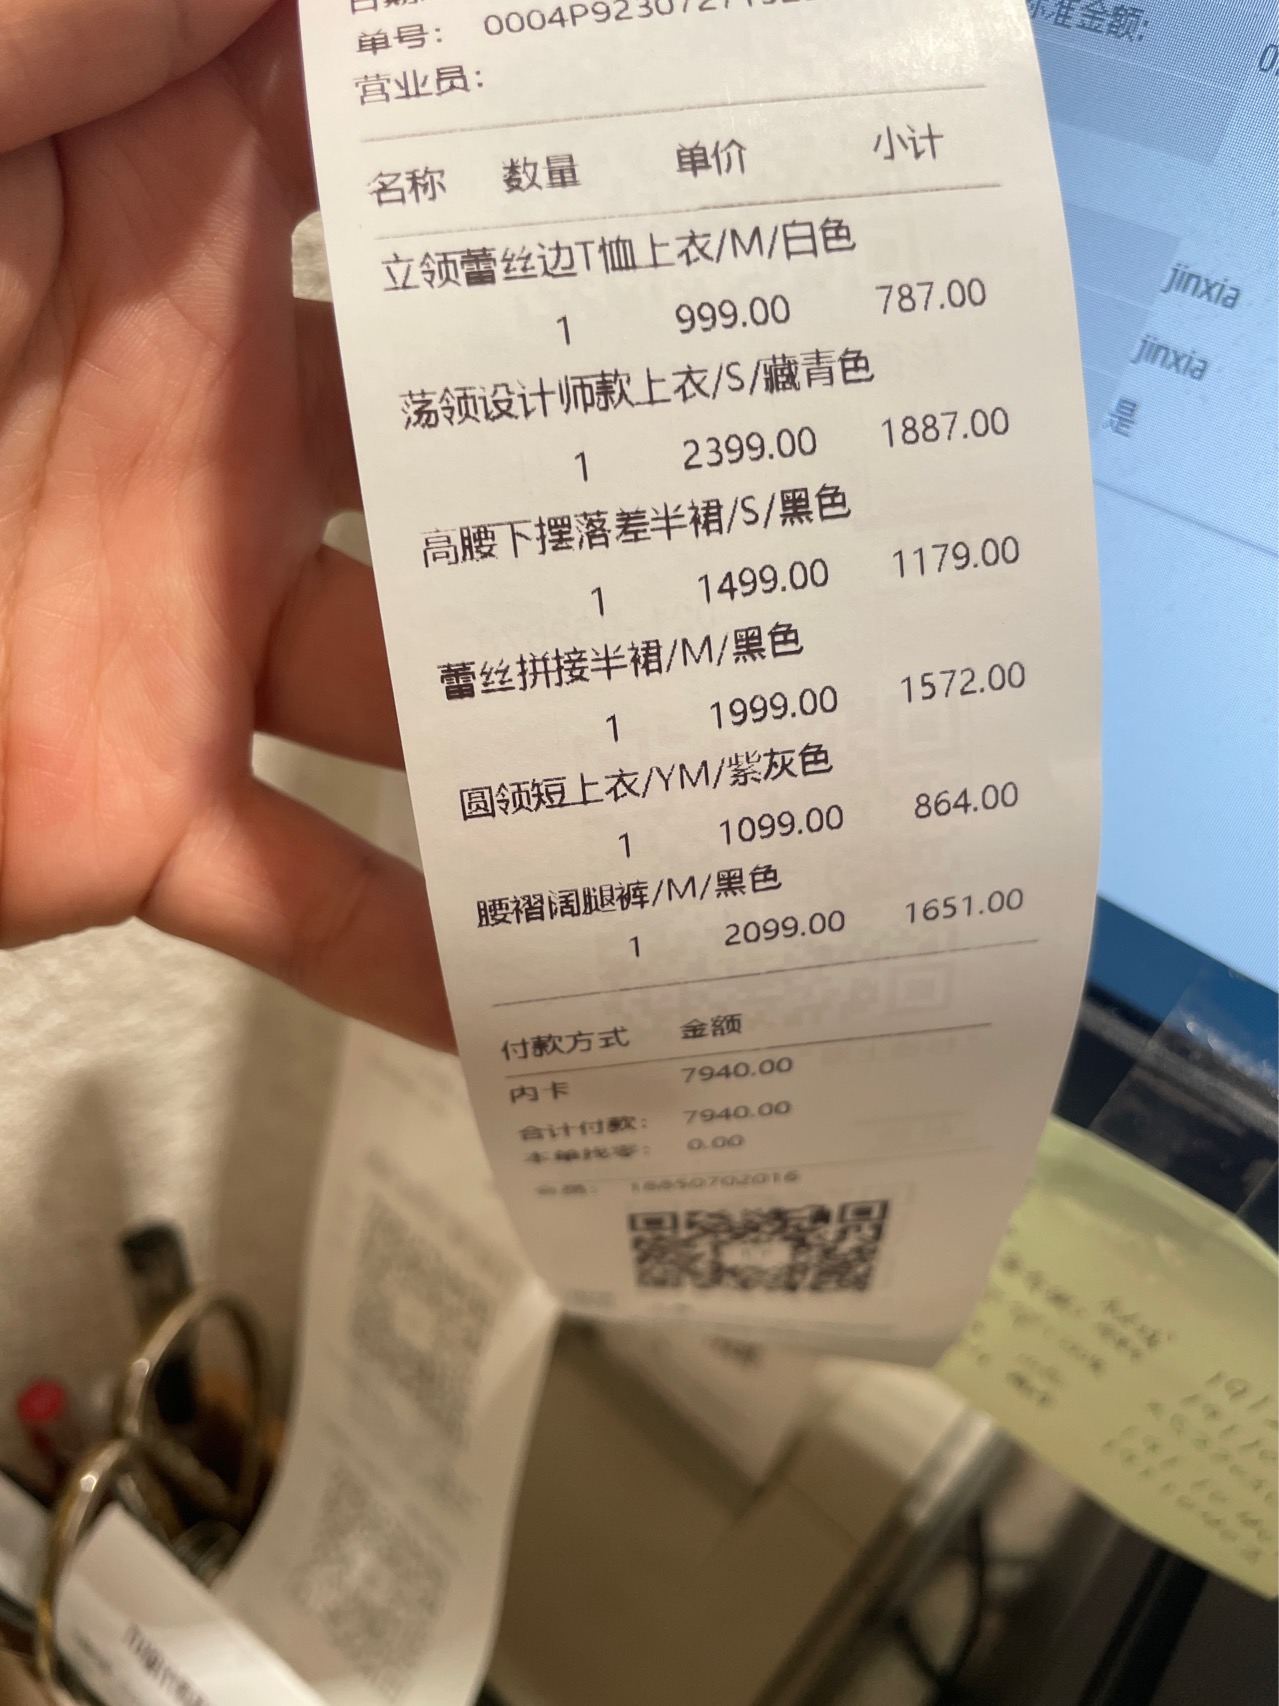 单号： 0004P9230727
营业员：
名称 数量 单价 小计
立领蕾丝边T恤上衣/M/白色
1 999.00 787.00
荡领设计师款上衣/S/藏青色
1 2399.00 1887.00
高腰下摆落差半裙/S/黑色
1 1499.00 1179.00
蕾丝拼接半裙/M/黑色
1 1999.00 1572.00
圆领短上衣/YM/紫灰色
1 1099.00 864.00
腰褶阔腿裤/M/黑色
1 2099.00 1651.00
付款方式 金额
内卡 7940.00
合计付款： 7940.00
本单找零： 0.00
标准金额:
jinxia
jinxia
是